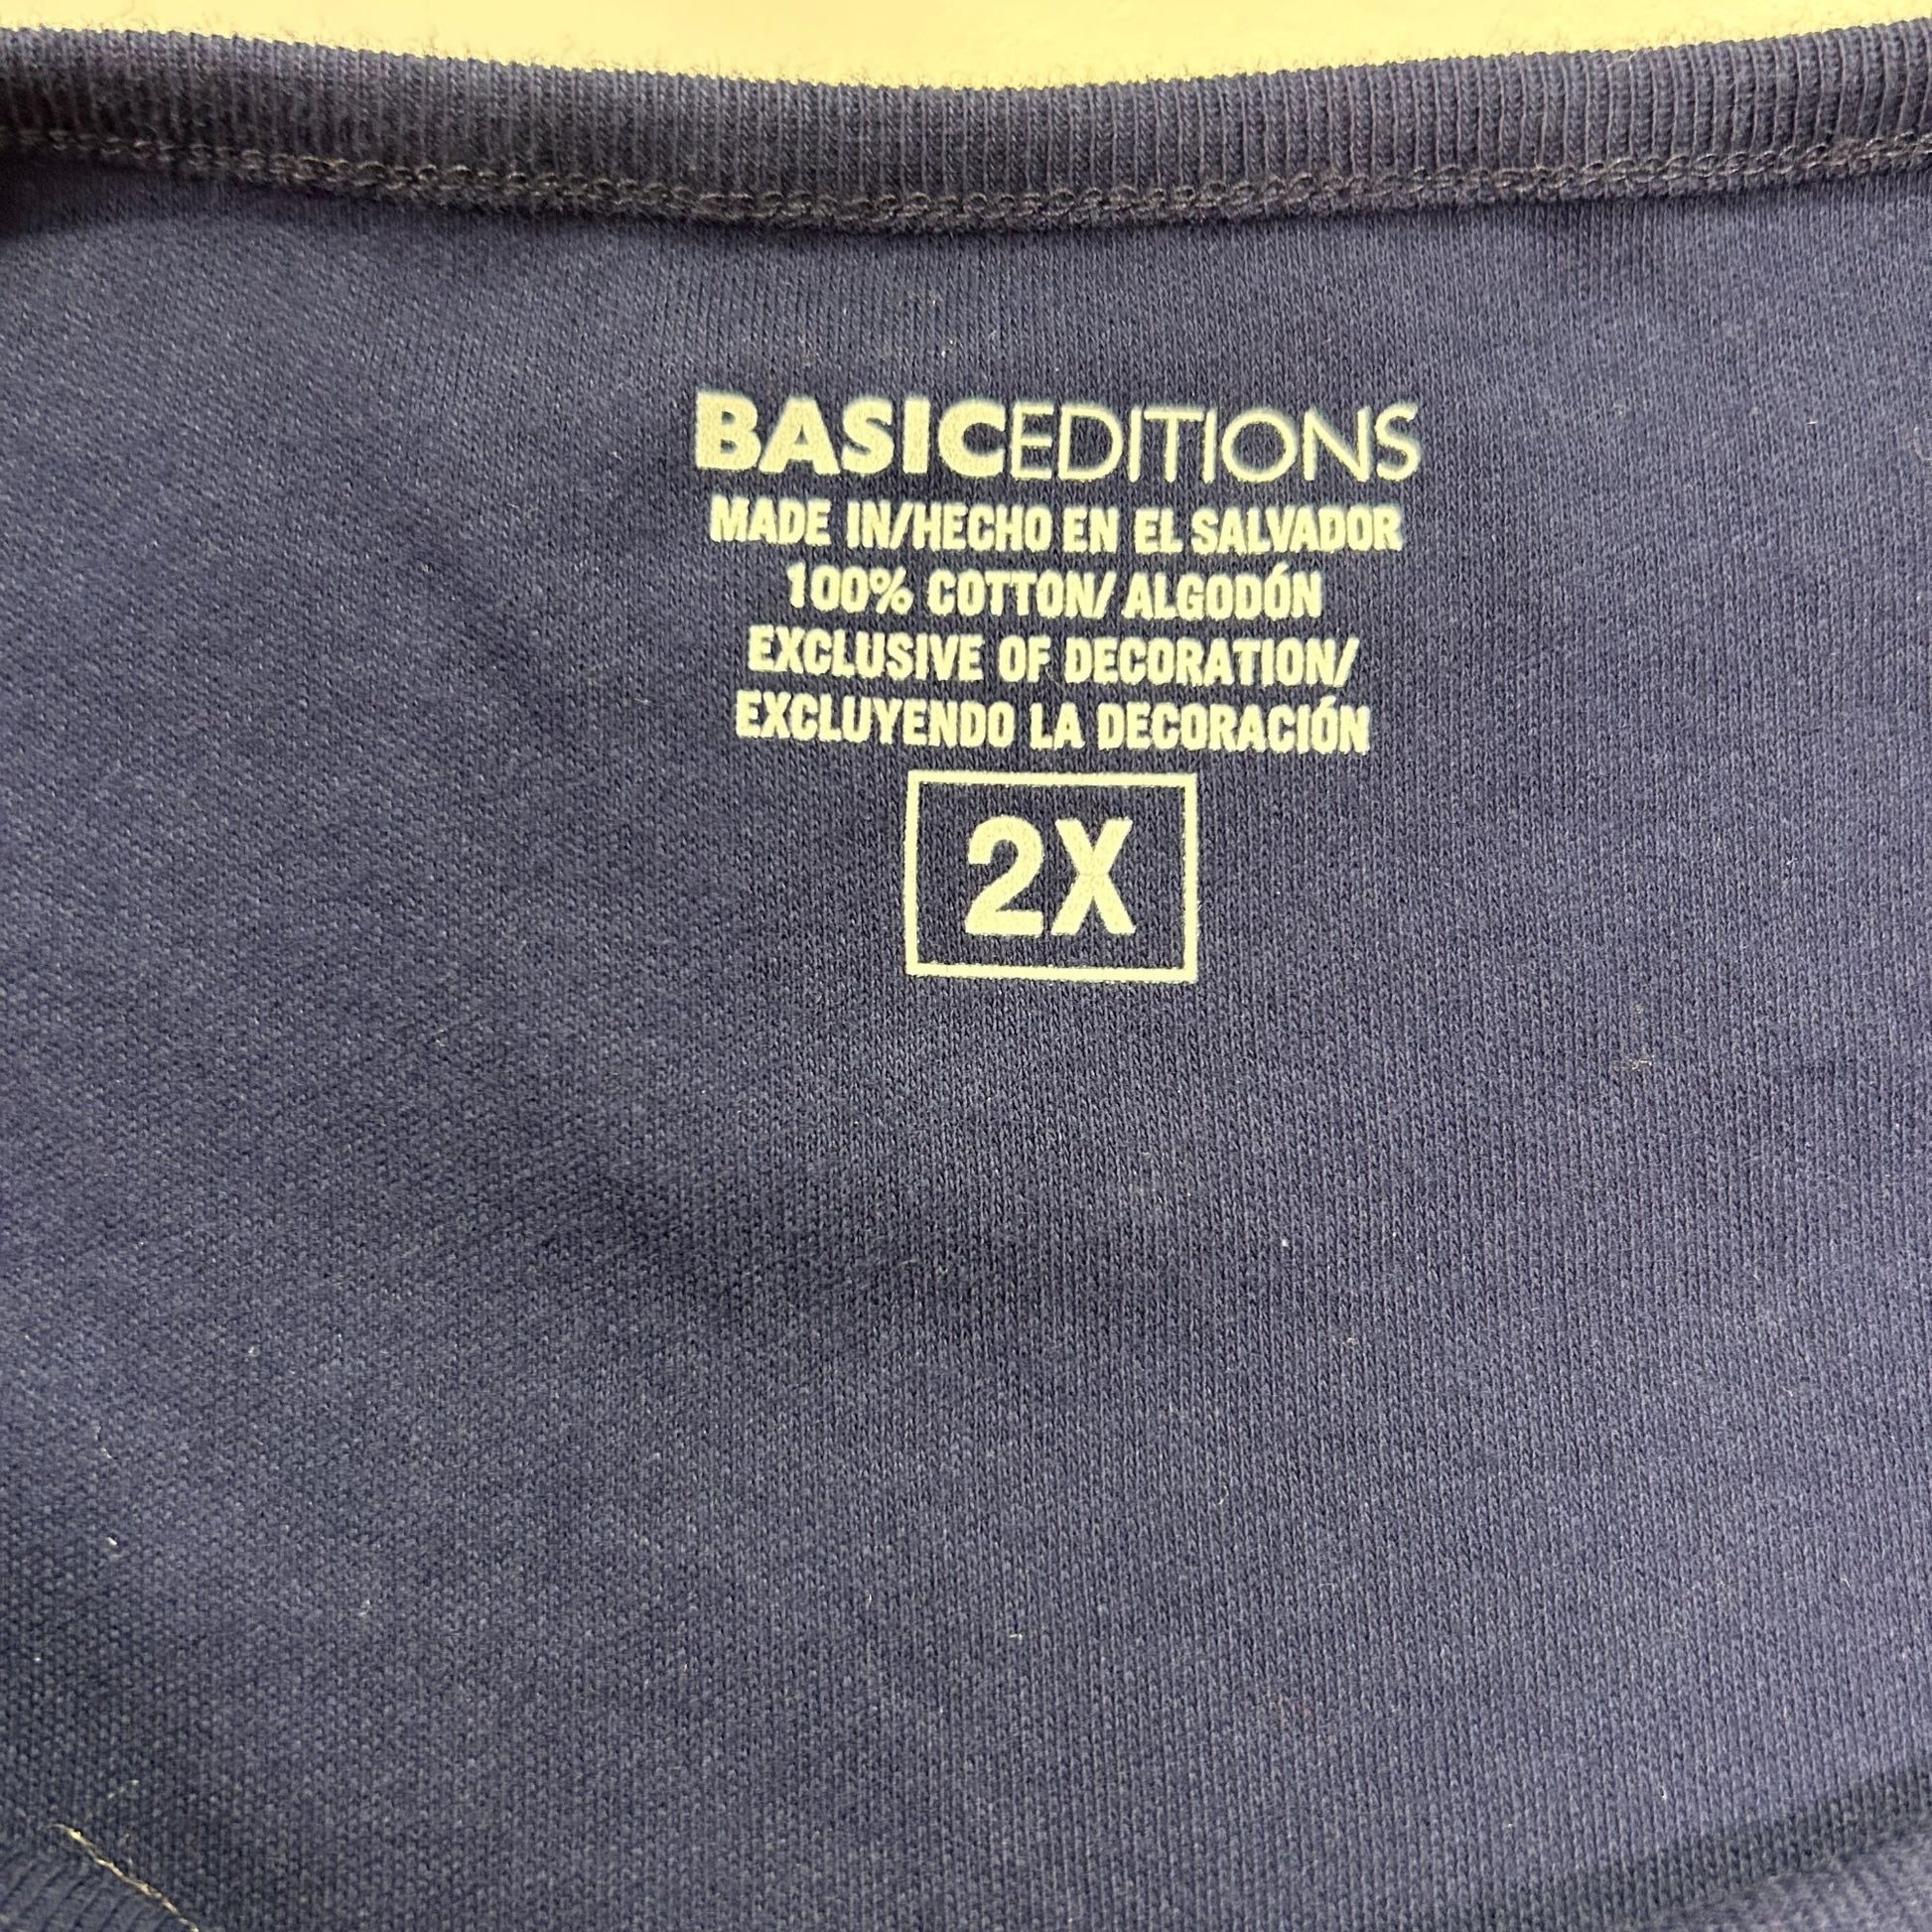 BASICEDITIONS
MADE IN/HECHO EN EL SALVADOR
100% COTTON/ ALGODÓN
EXCLUSIVE OF DECORATION/
EXCLUYENDO LA DECORACIÓN
2X